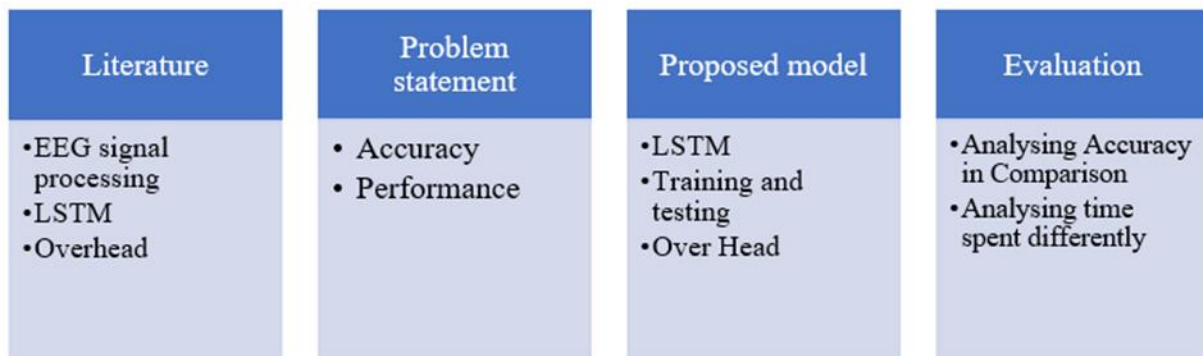 Literature
•EEG signal
processing
•LSTM
•Overhead
Problem
statement
• Accuracy
• Performance
Proposed model
•LSTM
•Training and
testing
•Over Head
Evaluation
•Analysing Accuracy
in Comparison
•Analysing time
spent differently